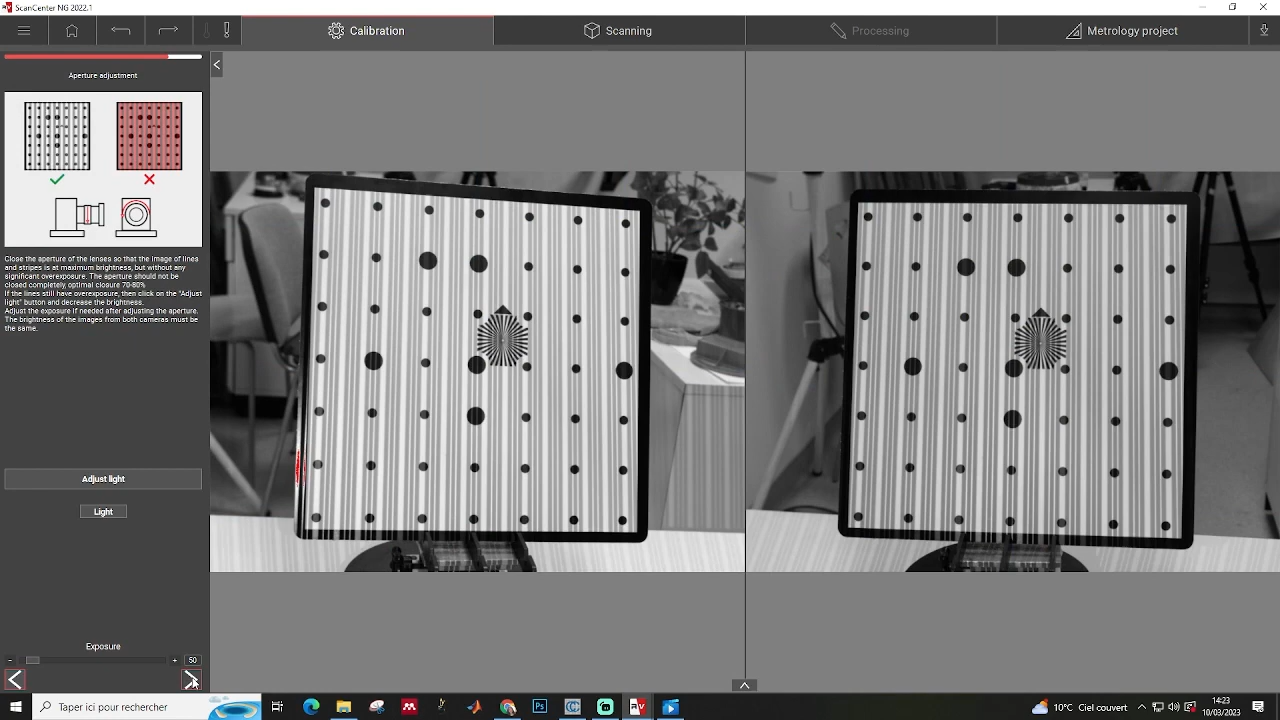 ScanCenter NG 2022.1
Calibration
Scanning
Processing
Metrology project
Aperture adjustment
Close the aperture of the lenses so that the image of lines
and stripes is at maximum brightness, but without any
significant overexposure. The aperture should not be
closed completely, optimal closure 70-80%
If the lines still have overexposure, then click on the "Adjust
light" button and decrease the brightness.
Adjust the exposure if needed after adjusting the aperture.
The brightness of the images from both cameras must be
the same.
Adjust light
Light
Exposure
- + 50
Taper ici pour rechercher
10°C Ciel couvert
14:23
10/03/2023